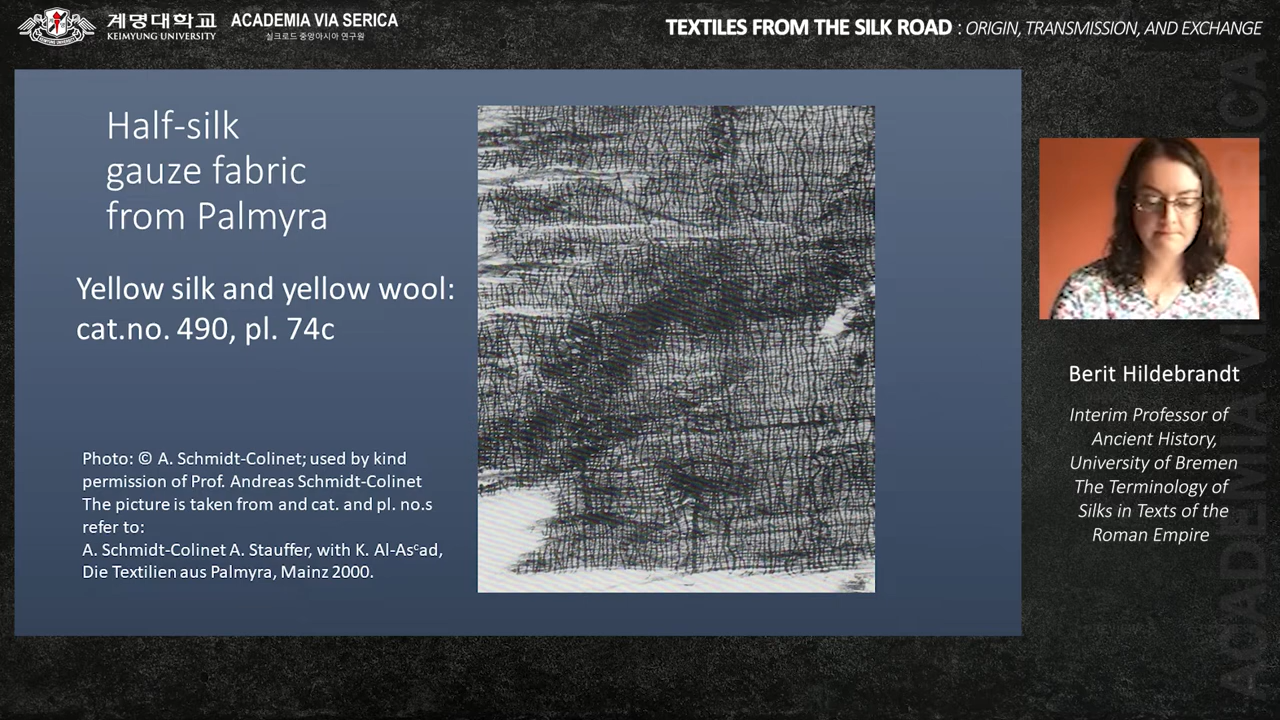 계명대학교
KEIMYUNG UNIVERSITY
ACADEMIA VIA SERICA
실크로드 중앙아시아 연구원
TEXTILES FROM THE SILK ROAD : ORIGIN, TRANSMISSION, AND EXCHANGE
Half-silk
gauze fabric
from Palmyra
Yellow silk and yellow wool:
cat.no. 490, pl. 74c
Photo: © A. Schmidt-Colinet; used by kind
permission of Prof. Andreas Schmidt-Colinet
The picture is taken from and cat. and pl. no.s
refer to:
A. Schmidt-Colinet A. Stauffer, with K. Al-Asᶜad,
Die Textilien aus Palmyra, Mainz 2000.
Berit Hildebrandt
Interim Professor of
Ancient History,
University of Bremen
The Terminology of
Silks in Texts of the
Roman Empire
ACADEMIA VIA SERICA